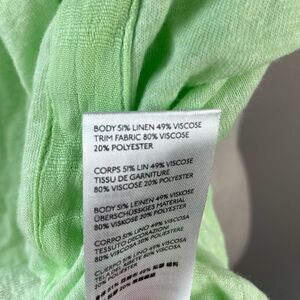 BODY 51% LINEN 49% VISCOSE
TRIM FABRIC 80% VISCOSE
20% POLYESTER
CORPS 51% LIN 49% VISCOSE
TISSU DE GARNITURE
80% VISCOSE 20% POLYESTER
BODY 51% LEINEN 49% VISKOSE
ÜBERSCHÜSSIGES MATERIAL
80% VISKOSE 20% POLYESTER
CORPO 51% LINO 49% VISCOSA
TESSUTO DECORAZIONI
80% VISCOSA 20% POLIESTERE
CUERPO 51% LINO 49% VISCOSA
TELA DE